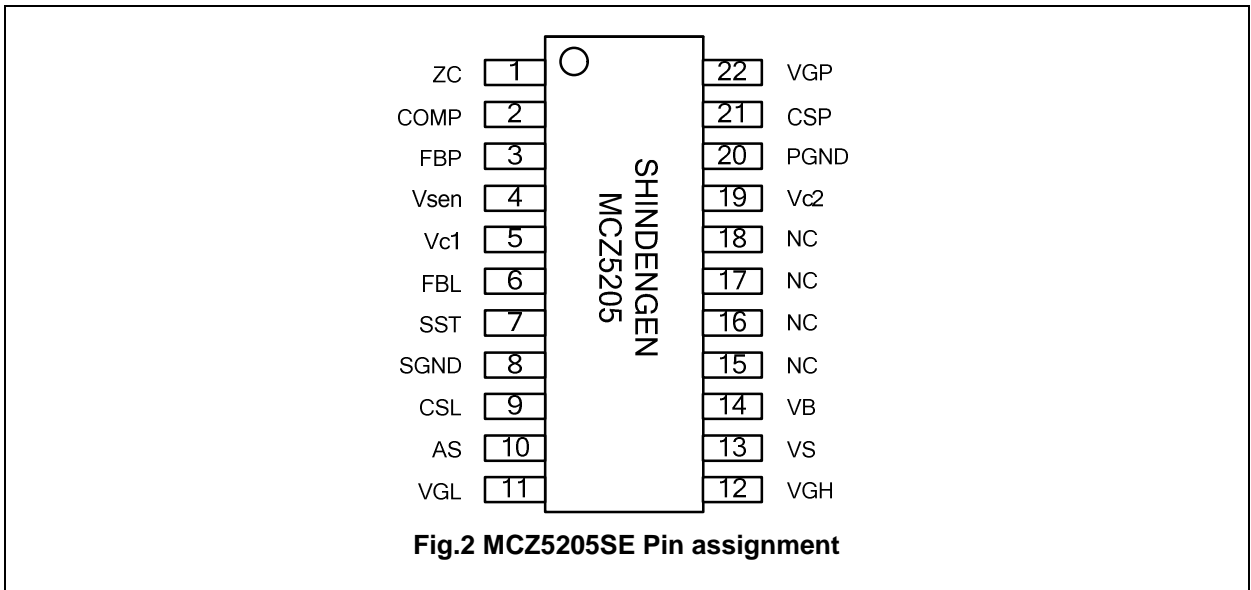 ZC 1 22 VGP
COMP 2 21 CSP
FBP 3 20 PGND
Vsen 4 19 Vc2
Vc1 5 18 NC
FBL 6 17 NC
SST 7 16 NC
SGND 8 15 NC
CSL 9 14 VB
AS 10 13 VS
VGL 11 12 VGH
SHINDENGEN
MCZ5205
Fig.2 MCZ5205SE Pin assignment